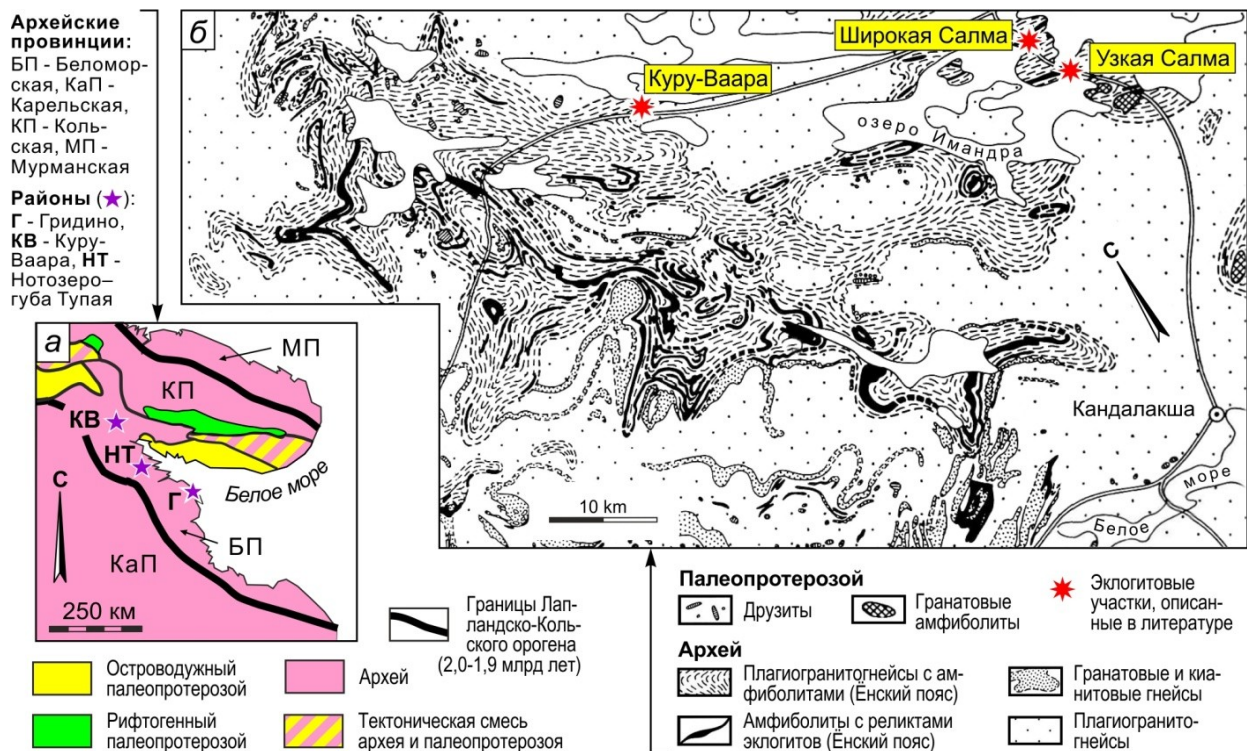 Архейские
провинции:
БП - Беломор-
ская, КаП -
Карельская,
КП - Коль-
ская, МП -
Мурманская
Районы (★):
Г - Гридино,
КВ - Куру-
Ваара, НТ -
Нотозеро–
губа Тупая
б
Широкая Салма
Узкая Салма
Куру-Ваара
озеро Имандра
С
Кандалакша
10 km
Белое море
а
МП
КП
КВ
НТ
Белое море
Г
С
БП
КаП
250 км
Границы Лап-
ландско-Коль-
ского орогена
(2,0-1,9 млрд лет)
Островодужный
палеопротерозой
Архей
Рифтогенный
палеопротерозой
Тектоническая смесь
архея и палеопротерозоя
Палеопротерозой
Друзиты
Гранатовые
амфиболиты
Эклогитовые
участки, описан-
ные в литературе
Архей
Плагиогранитогнейсы с ам-
фиболитами (Ёнский пояс)
Гранатовые и киа-
нитовые гнейсы
Амфиболиты с реликтами
эклогитов (Ёнский пояс)
Плагиогранито-
гнейсы